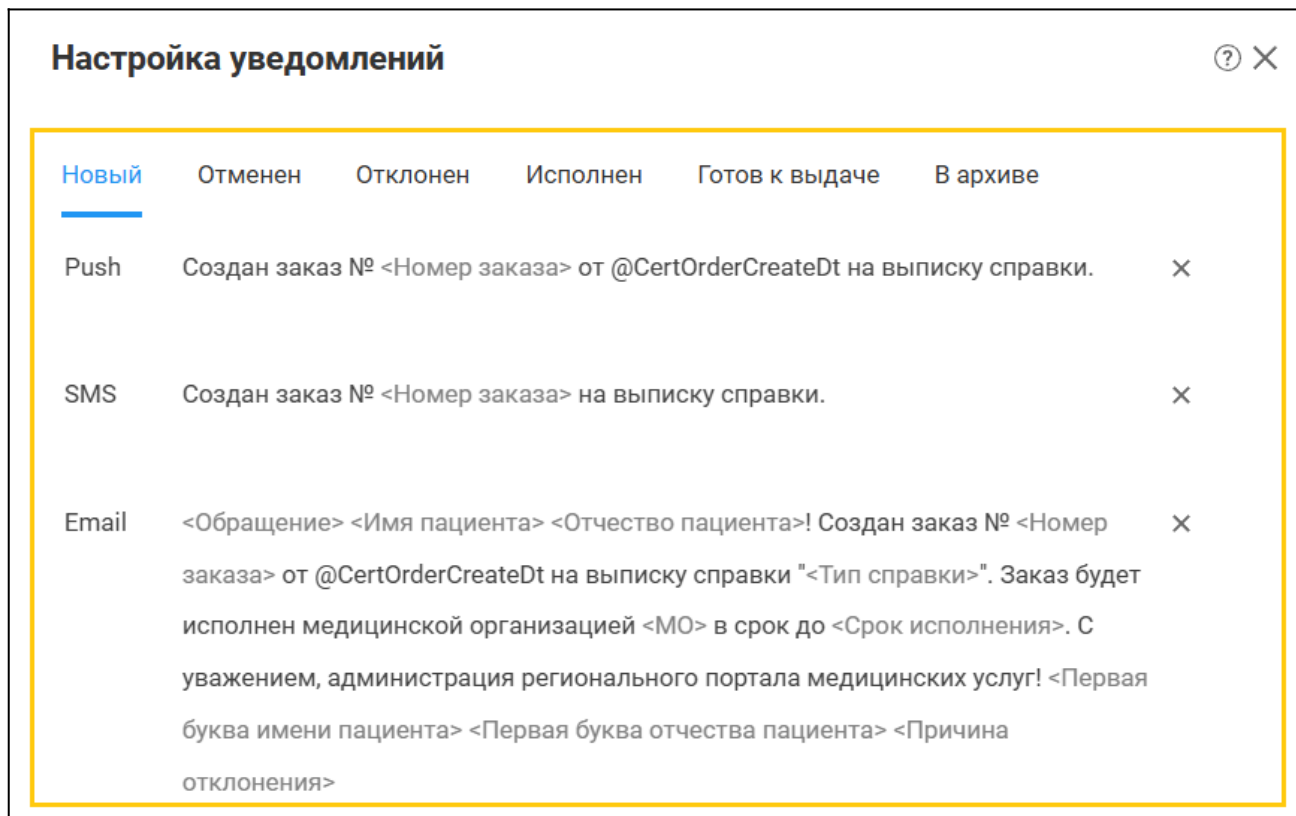 Настройка уведомлений
Новый Отменен Отклонен Исполнен Готов к выдаче В архиве
Push Создан заказ № <Номер заказа> от @CertOrderCreateDt на выписку справки.
SMS Создан заказ № <Номер заказа> на выписку справки.
Email <Обращение> <Имя пациента> <Отчество пациента>! Создан заказ № <Номер
заказа> от @CertOrderCreateDt на выписку справки "<Тип справки>". Заказ будет
исполнен медицинской организацией <МО> в срок до <Срок исполнения>. С
уважением, администрация регионального портала медицинских услуг! <Первая
буква имени пациента> <Первая буква отчества пациента> <Причина
отклонения>